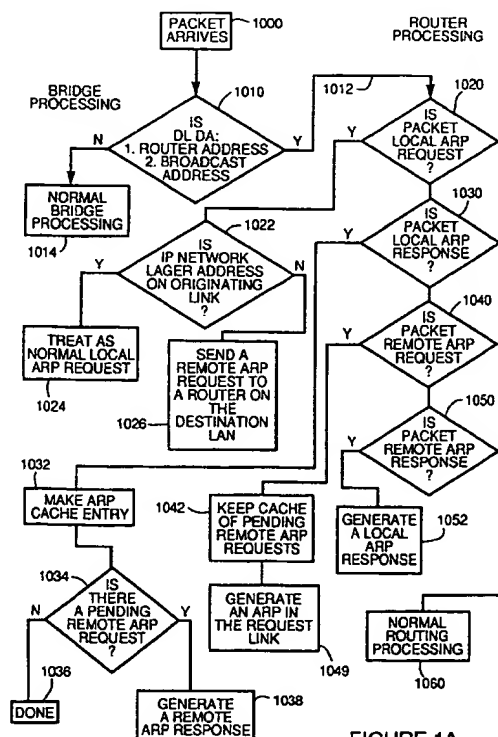 PACKET
ARRIVES
1000
ROUTER
PROCESSING
BRIDGE
PROCESSING
1010
1012
1020
IS
DL DA:
1. ROUTER ADDRESS
2. BROADCAST
ADDRESS
N
Y
IS
PACKET
LOCAL ARP
REQUEST
?
Y
NORMAL
BRIDGE
PROCESSING
1014
1022
IS
IP NETWORK
LAGER ADDRESS
ON ORIGINATING
LINK
?
Y
N
1030
IS
PACKET
LOCAL ARP
RESPONSE
?
Y
TREAT AS
NORMAL LOCAL
ARP REQUEST
1024
SEND A
REMOTE ARP
REQUEST TO
A ROUTER ON
THE
DESTINATION
LAN
1026
1040
IS PACKET
REMOTE ARP
REQUEST
?
Y
1050
IS
PACKET
REMOTE ARP
RESPONSE
?
Y
1032
MAKE ARP
CACHE ENTRY
1042
KEEP CACHE
OF PENDING
REMOTE ARP
REQUESTS
GENERATE
A LOCAL
ARP
RESPONSE
1052
1034
IS
THERE
A PENDING
REMOTE ARP
REQUEST
?
N
Y
GENERATE
AN ARP IN
THE REQUEST
LINK
1049
NORMAL
ROUTING
PROCESSING
1060
1036
DONE
GENERATE
A REMOTE
ARP RESPONSE
1038
FIGURE 1A